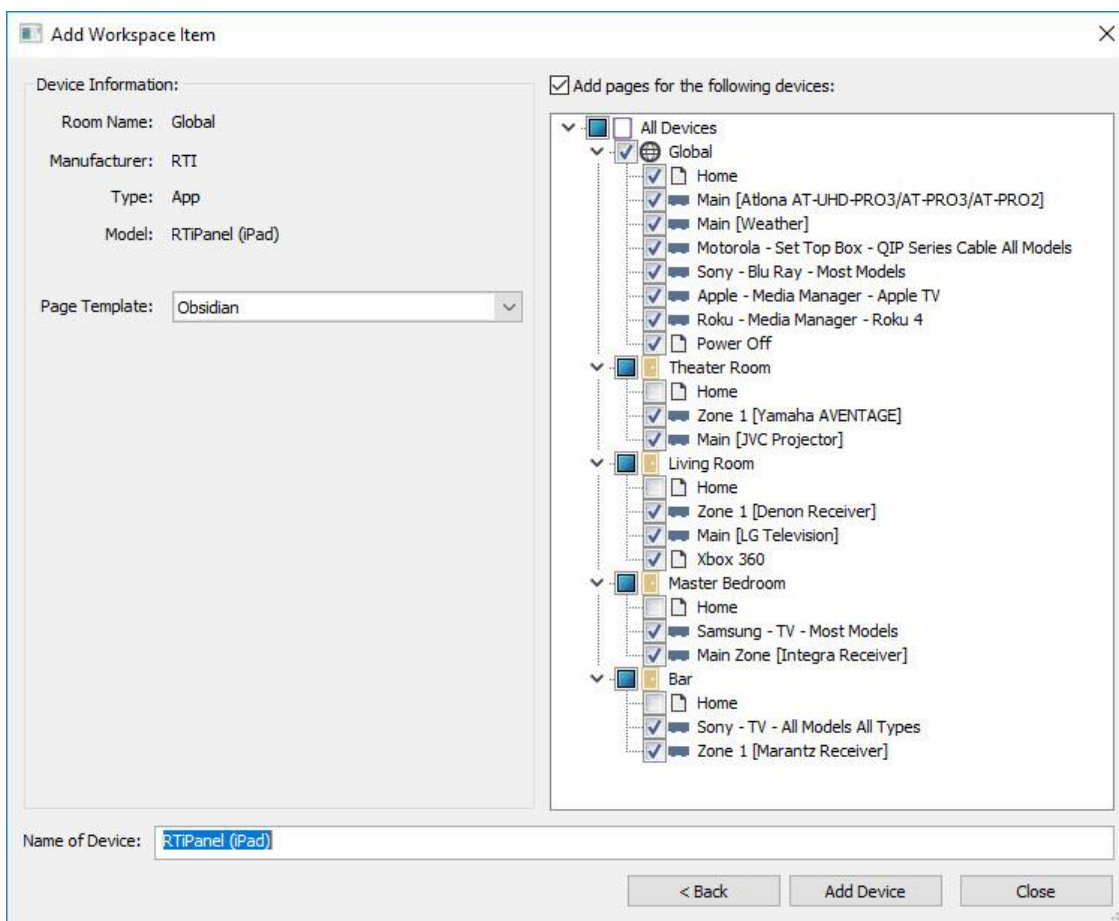 Add Workspace Item
Device Information:
Room Name: Global
Manufacturer: RTI
Type: App
Model: RTiPanel (iPad)
Page Template: Obsidian
Add pages for the following devices:
All Devices
Global
Home
Main [Atlona AT-UHD-PRO3/AT-PRO3/AT-PRO2]
Main [Weather]
Motorola - Set Top Box - QIP Series Cable All Models
Sony - Blu Ray - Most Models
Apple - Media Manager - Apple TV
Roku - Media Manager - Roku 4
Power Off
Theater Room
Home
Zone 1 [Yamaha AVENTAGE]
Main [JVC Projector]
Living Room
Home
Zone 1 [Denon Receiver]
Main [LG Television]
Xbox 360
Master Bedroom
Home
Samsung - TV - Most Models
Main Zone [Integra Receiver]
Bar
Home
Sony - TV - All Models All Types
Zone 1 [Marantz Receiver]
Name of Device: RTiPanel (iPad)
< Back Add Device Close